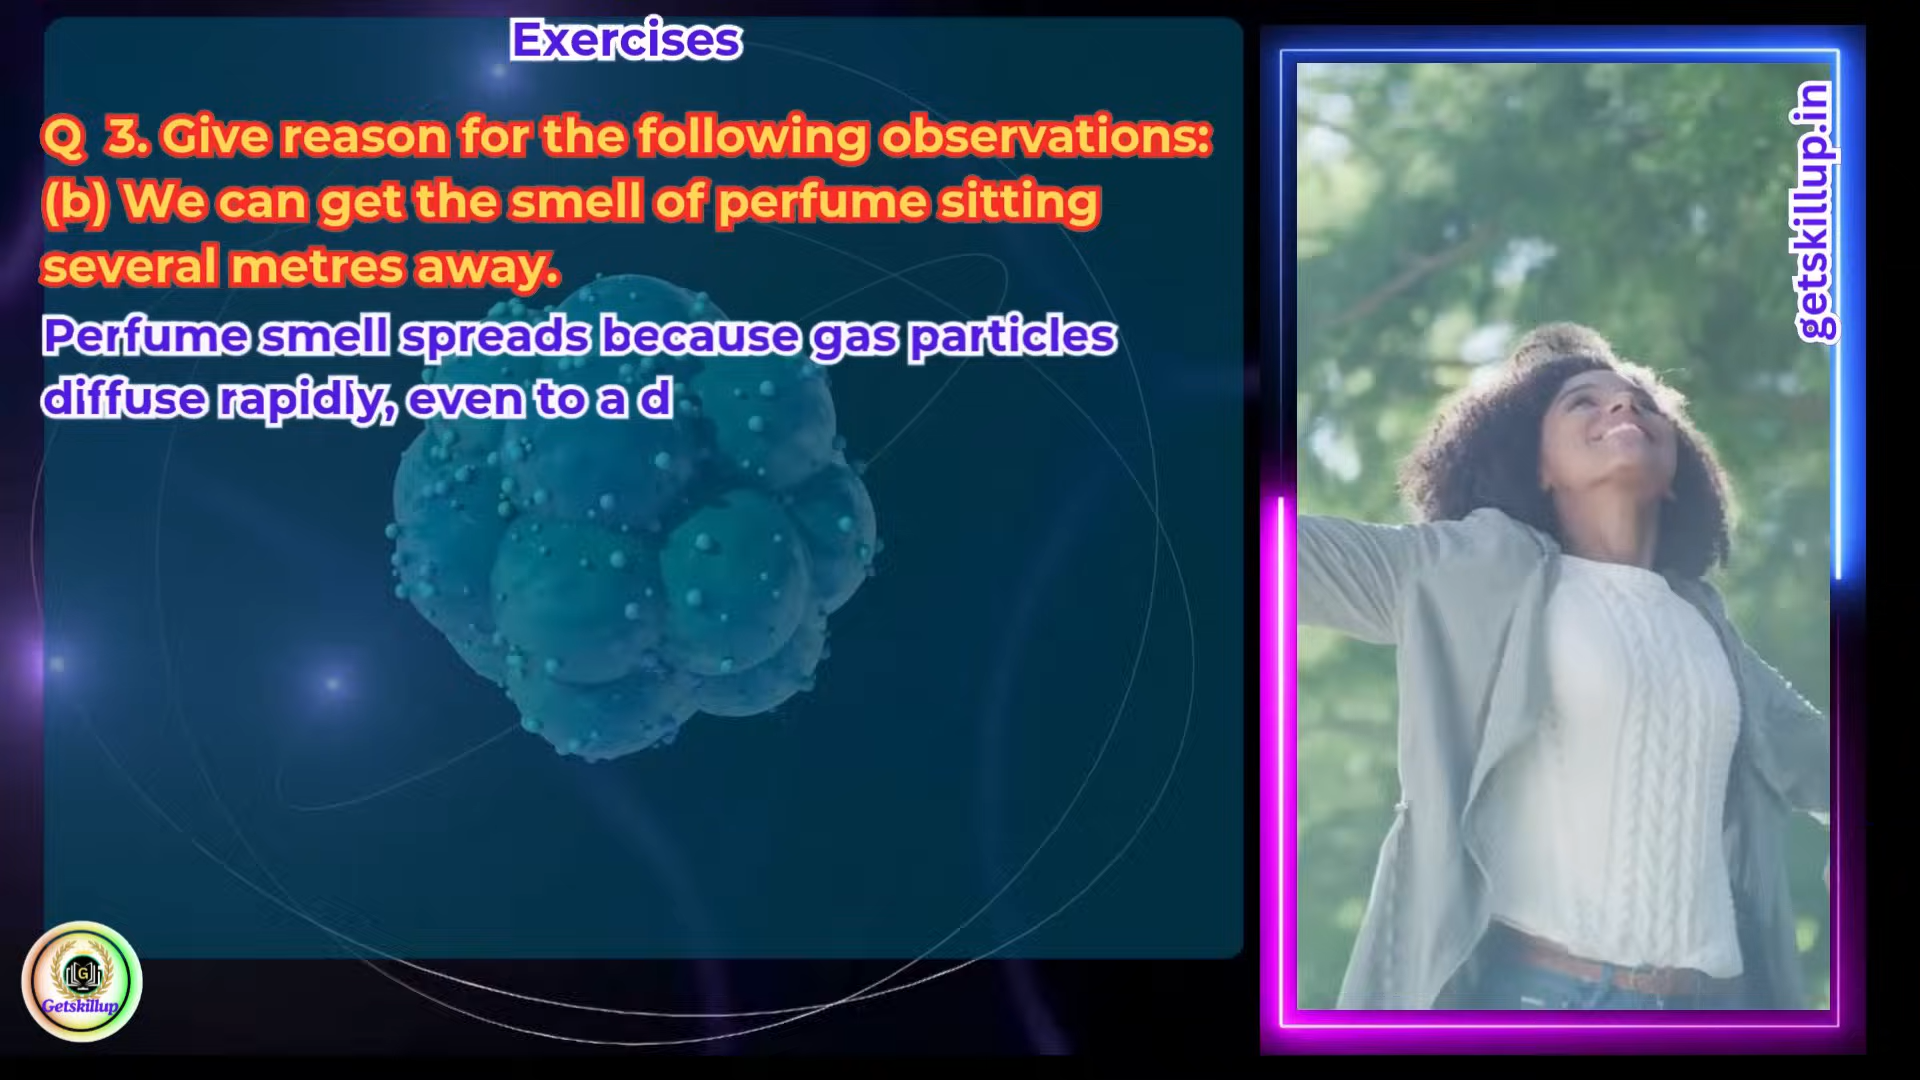 Exercises
Q 3. Give reason for the following observations:
(b) We can get the smell of perfume sitting
several metres away.
Perfume smell spreads because gas particles
diffuse rapidly, even to a d
getskillup.in
G
Getskillup